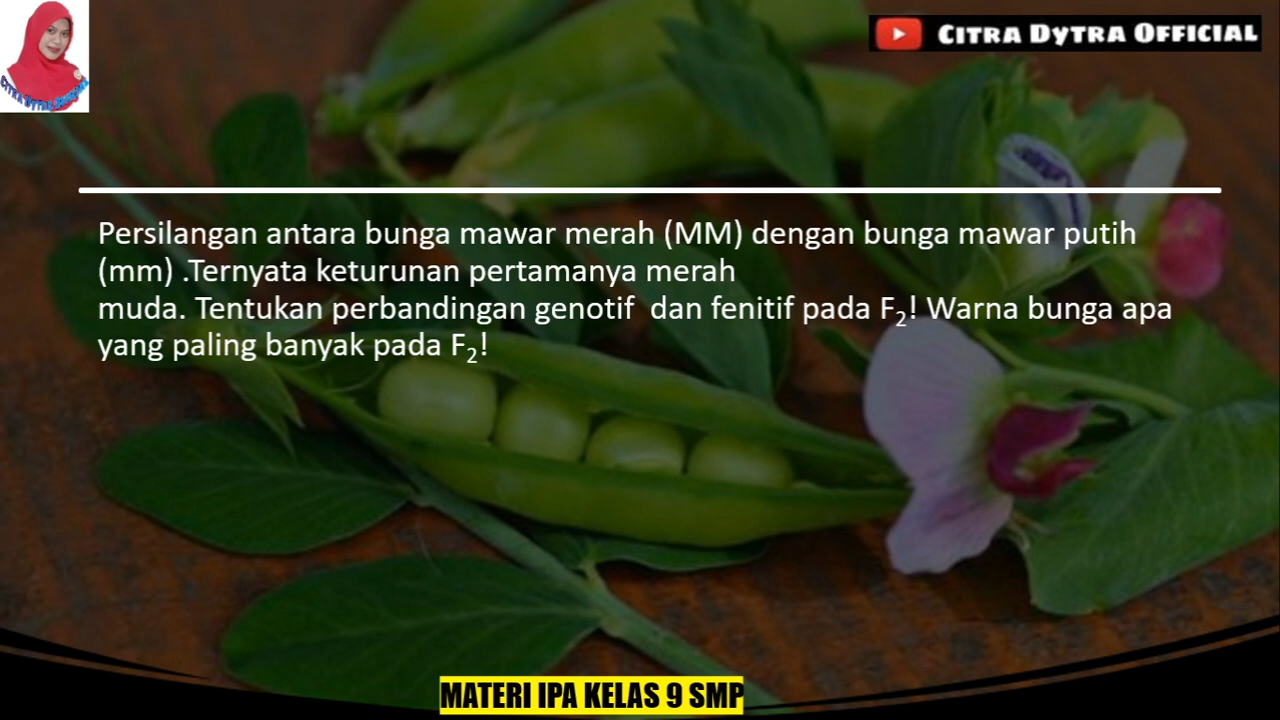 CITRA DYTRA OFFICIAL
Persilangan antara bunga mawar merah (MM) dengan bunga mawar putih
(mm) .Ternyata keturunan pertamanya merah
muda. Tentukan perbandingan genotif  dan fenitif pada F₂! Warna bunga apa
yang paling banyak pada F₂!
MATERI IPA KELAS 9 SMP